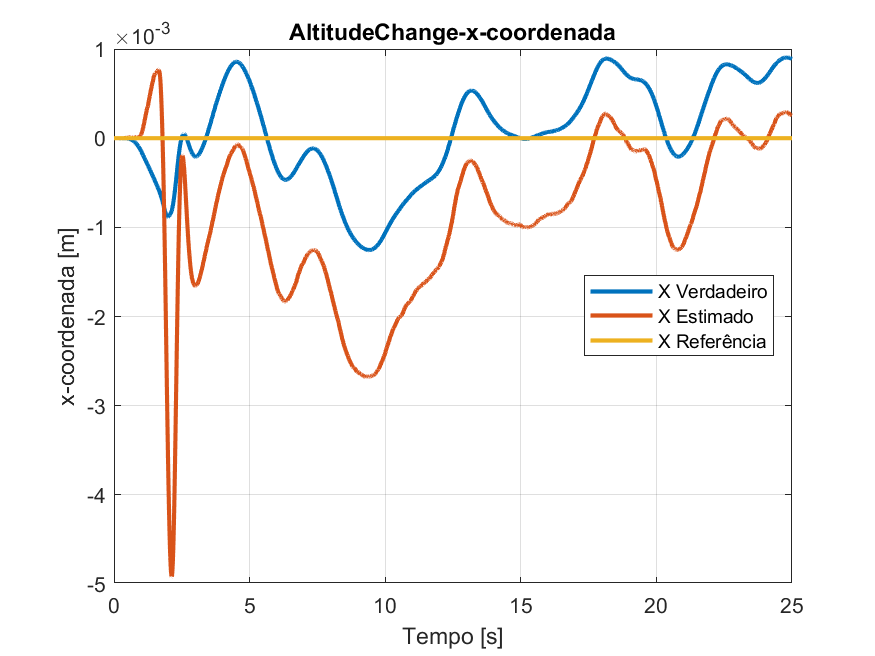 AltitudeChange-x-coordenada
×10-3
1
0
-1
-2
-3
-4
-5
x-coordenada [m]
X Verdadeiro
X Estimado
X Referência
0 5 10 15 20 25
Tempo [s]